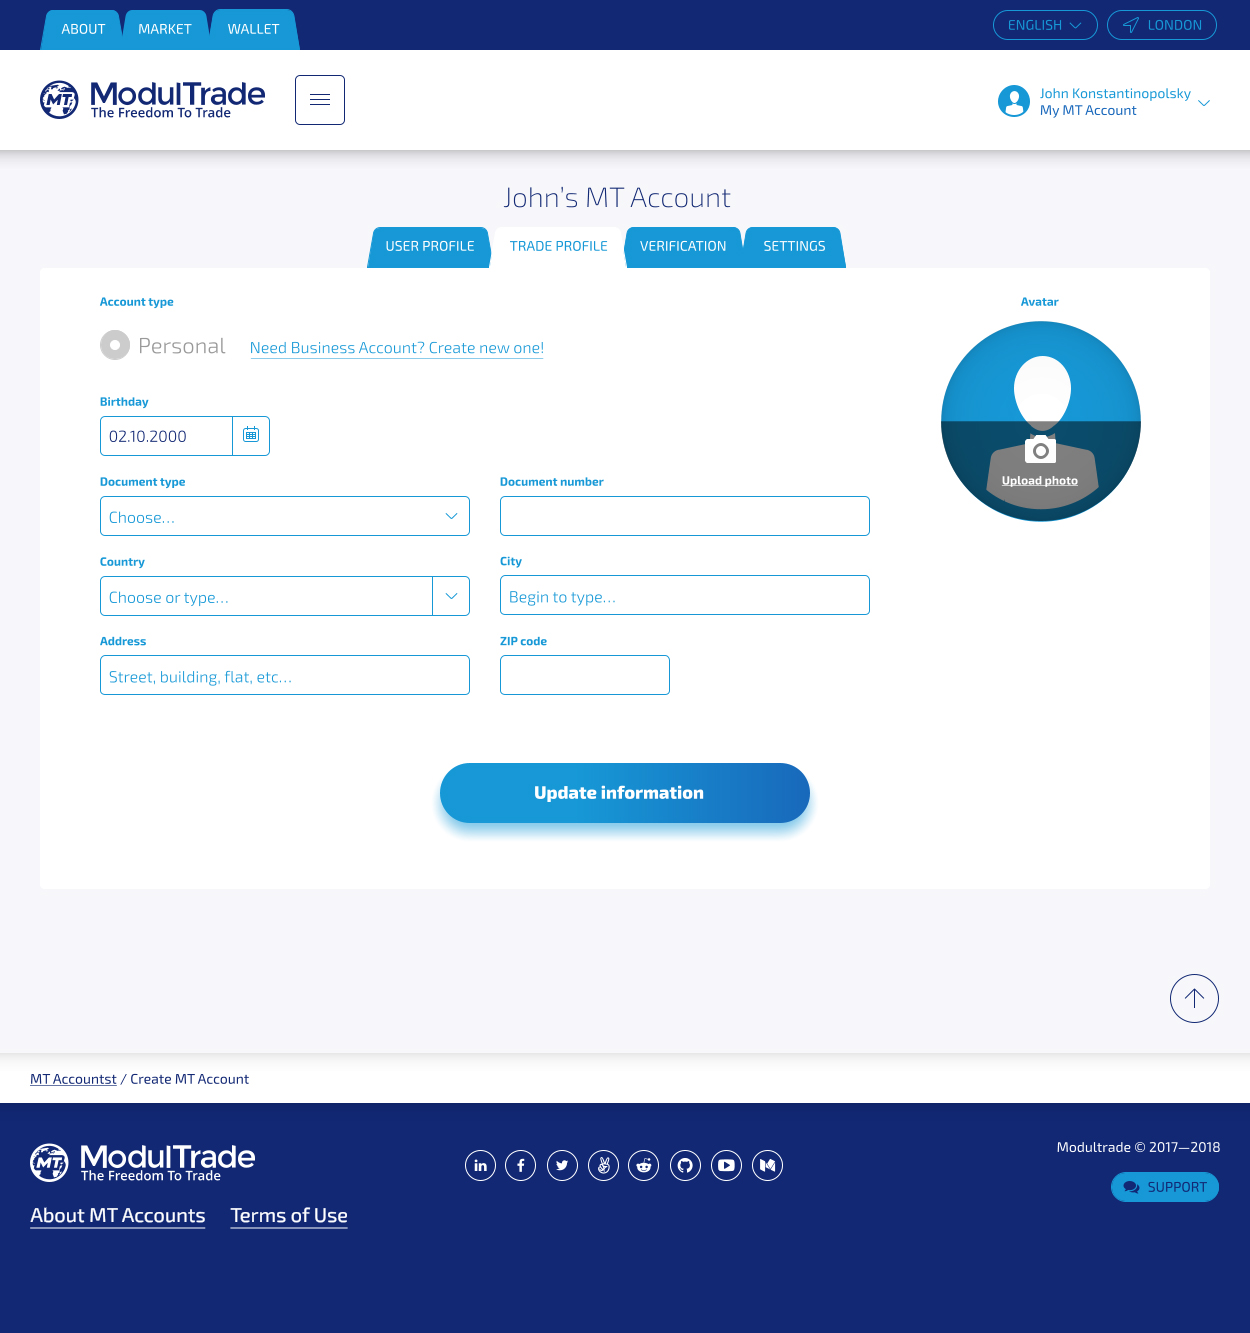 ABOUT
MARKET
WALLET
ENGLISH
LONDON
MT
ModulTrade
The Freedom To Trade
John Konstantinopolsky
My MT Account
John's MT Account
USER PROFILE
TRADE PROFILE
VERIFICATION
SETTINGS
Account type
Avatar
Personal
Need Business Account? Create new one!
Birthday
02.10.2000
Upload photo
Document type
Document number
Choose...
Country
City
Choose or type...
Begin to type...
Address
ZIP code
Street, building, flat, etc...
Update information
MT Accountst / Create MT Account
MT
ModulTrade
The Freedom To Trade
Modultrade © 2017—2018
SUPPORT
About MT Accounts
Terms of Use